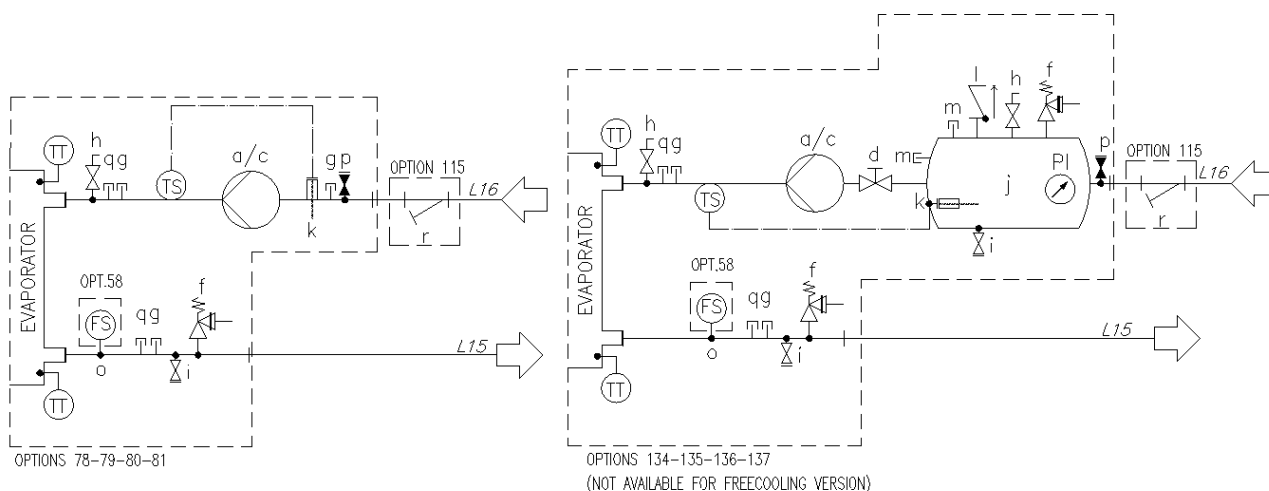 TT
h
qg
TS
a/c
k
gp
OPTION 115
r
L16
EVAPORATOR
OPT.58
FS
o
qg
i
f
L15
TT
OPTIONS 78-79-80-81
TT
h
qg
TS
a/c
d
m
m
l
h
f
j
PI
k
i
p
OPTION 115
r
L16
EVAPORATOR
OPT.58
FS
o
qg
i
f
L15
TT
OPTIONS 134-135-136-137
(NOT AVAILABLE FOR FREECOOLING VERSION)